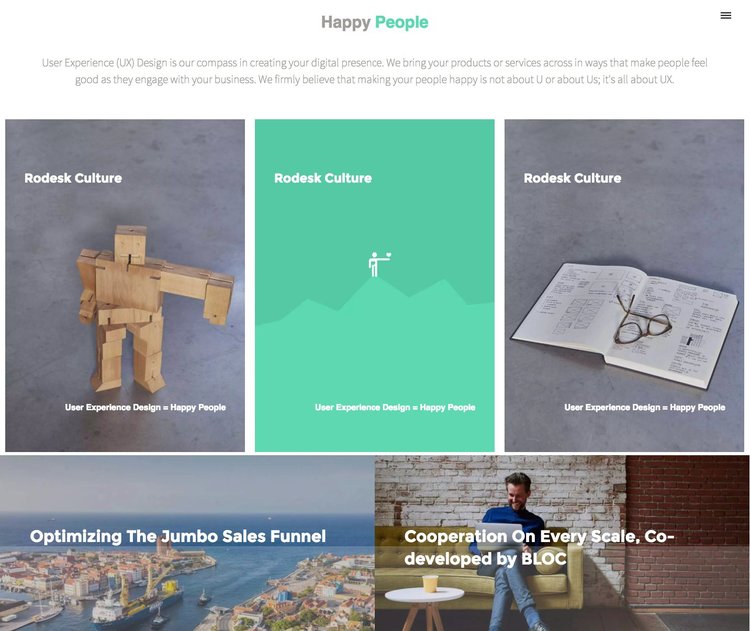 Happy People
User Experience (UX) Design is our compass in creating your digital presence. We bring your products or services across in ways that make people feel
good as they engage with your business. We firmly believe that making your people happy is not about U or about Us; it's all about UX.
Rodesk Culture
Rodesk Culture
Rodesk Culture
User Experience Design = Happy People
User Experience Design = Happy People
User Experience Design = Happy People
Optimizing The Jumbo Sales Funnel
Cooperation On Every Scale, Co-
developed by BLOC